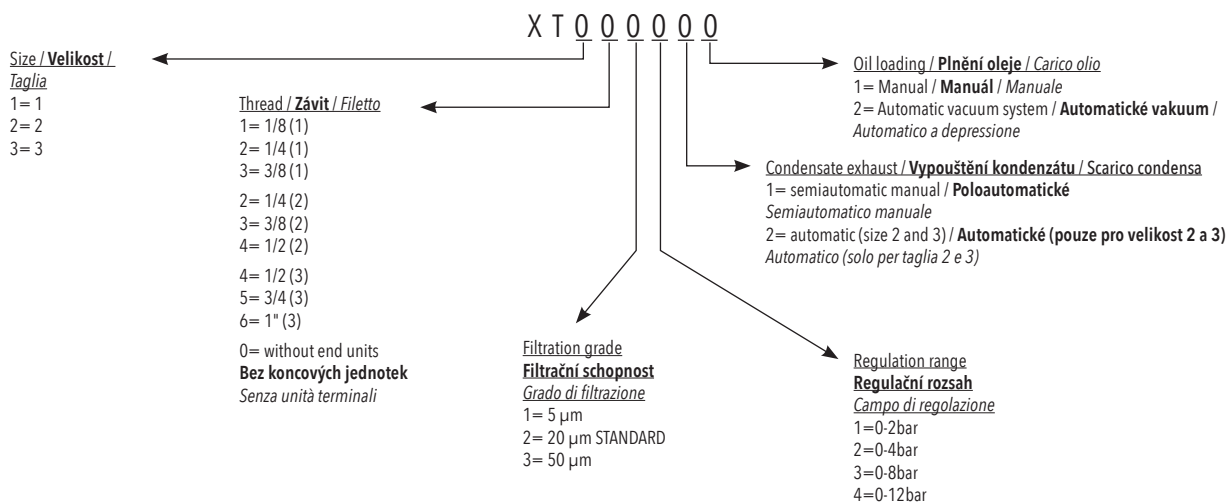 X T 0 0 0 0 0 0
Size / Velikost /
Taglia
1= 1
2= 2
3= 3
Thread / Závit / Filetto
1= 1/8 (1)
2= 1/4 (1)
3= 3/8 (1)
2= 1/4 (2)
3= 3/8 (2)
4= 1/2 (2)
4= 1/2 (3)
5= 3/4 (3)
6= 1" (3)
0= without end units
Bez koncových jednotek
Senza unità terminali
Filtration grade
Filtrační schopnost
Grado di filtrazione
1= 5 µm
2= 20 µm STANDARD
3= 50 µm
Regulation range
Regulační rozsah
Campo di regolazione
1=0-2bar
2=0-4bar
3=0-8bar
4=0-12bar
Condensate exhaust / Vypouštění kondenzátu / Scarico condensa
1= semiautomatic manual / Poloautomatické
Semiautomatico manuale
2= automatic (size 2 and 3) / Automatické (pouze pro velikost 2 a 3)
Automatico (solo per taglia 2 e 3)
Oil loading / Plnění oleje / Carico olio
1= Manual / Manuál / Manuale
2= Automatic vacuum system / Automatické vakuum /
Automatico a depressione